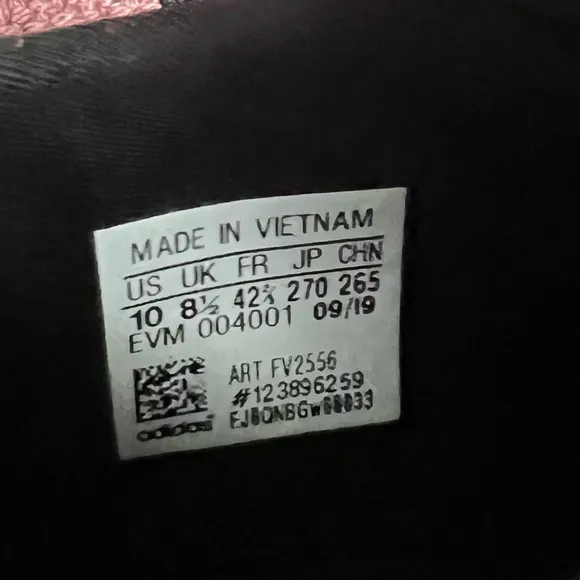 MADE IN VIETNAM
US UK FR JP CHN
10 8½ 42⅔ 270 265
EVM 004001 09/19
ART FV2556
#123896259
adidas